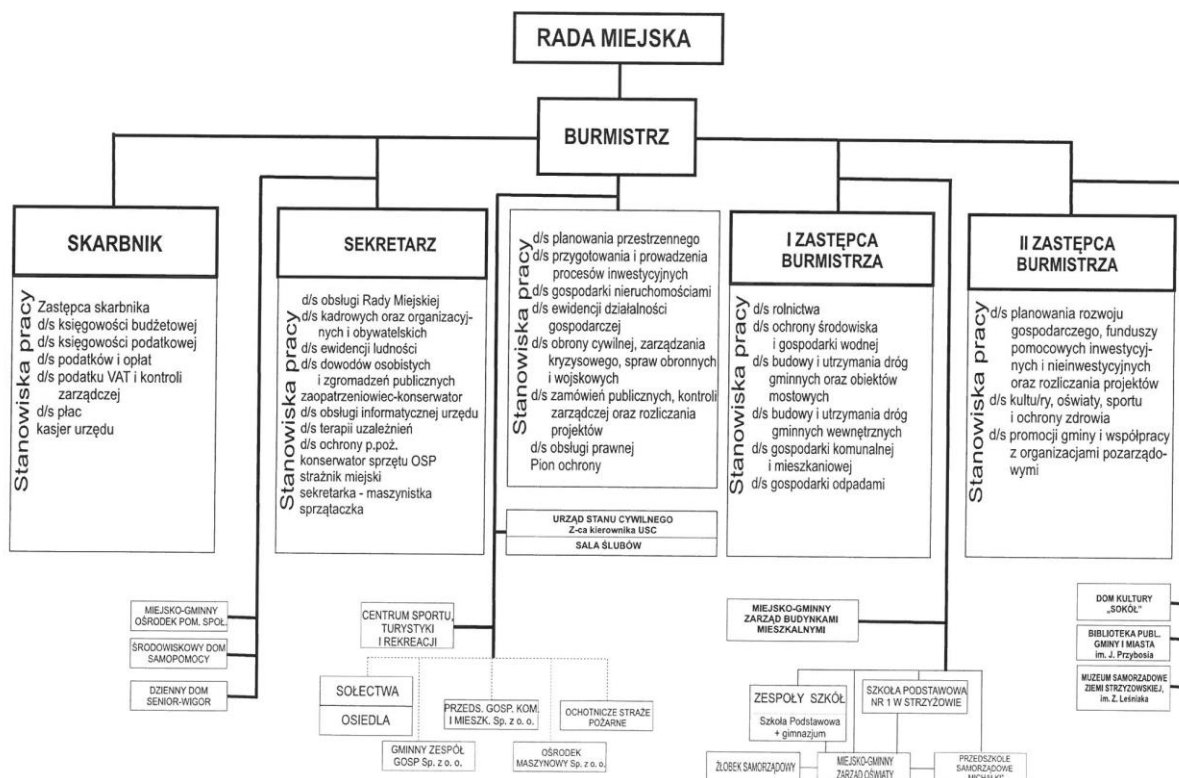 RADA MIEJSKA
BURMISTRZ
SKARBNIK
Stanowiska pracy
Zastępca skarbnika
d/s księgowości budżetowej
d/s księgowości podatkowej
d/s podatków i opłat
d/s podatku VAT i kontroli
zarządczej
d/s płac
kasjer urzędu
SEKRETARZ
Stanowiska pracy
d/s obsługi Rady Miejskiej
d/s kadrowych oraz organizacyj-
nych i obywatelskich
d/s ewidencji ludności
d/s dowodów osobistych
i zgromadzeń publicznych
zaopatrzeniowiec-konserwator
d/s obsługi informatycznej urzędu
d/s terapii uzależnień
d/s ochrony p.poż.
konserwator sprzętu OSP
strażnik miejski
sekretarka - maszynistka
sprzątaczka
Stanowiska pracy
d/s planowania przestrzennego
d/s przygotowania i prowadzenia
procesów inwestycyjnych
d/s gospodarki nieruchomościami
d/s ewidencji działalności
gospodarczej
d/s obrony cywilnej, zarządzania
kryzysowego, spraw obronnych
i wojskowych
d/s zamówień publicznych, kontroli
zarządczej oraz rozliczania
projektów
d/s obsługi prawnej
Pion ochrony
URZĄD STANU CYWILNEGO
Z-ca kierownika USC
SALA ŚLUBÓW
I ZASTĘPCA
BURMISTRZA
Stanowiska pracy
d/s rolnictwa
d/s ochrony środowiska
i gospodarki wodnej
d/s budowy i utrzymania dróg
gminnych oraz obiektów
mostowych
d/s budowy i utrzymania dróg
gminnych wewnętrznych
d/s gospodarki komunalnej
i mieszkaniowej
d/s gospodarki odpadami
II ZASTĘPCA
BURMISTRZA
Stanowiska pracy
d/s planowania rozwoju
gospodarczego, funduszy
pomocowych inwestycyj-
nych i nieinwestycyjnych
oraz rozliczania projektów
d/s kultu/ry, oświaty, sportu
i ochrony zdrowia
d/s promocji gminy i współpracy
z organizacjami pozarządo-
wymi
MIEJSKO-GMINNY
OŚRODEK POM. SPOŁ.
ŚRODOWISKOWY DOM
SAMOPOMOCY
DZIENNY DOM
SENIOR-WIGOR
CENTRUM SPORTU,
TURYSTYKI
I REKREACJI
SOŁECTWA
OSIEDLA
PRZEDS. GOSP. KOM.
I MIESZK. Sp. z o. o.
OCHOTNICZE STRAŻE
POŻARNE
GMINNY ZESPÓŁ
GOSP Sp. z o. o.
OŚRODEK
MASZYNOWY Sp. z o. o.
MIEJSKO-GMINNY
ZARZĄD BUDYNKAMI
MIESZKALNYMI
ZESPOŁY SZKÓŁ
Szkoła Podstawowa
+ gimnazjum
SZKOŁA PODSTAWOWA
NR 1 W STRZYŻOWIE
ŻŁOBEK SAMORZĄDOWY
MIEJSKO-GMINNY
ZARZĄD OŚWIATY
PRZEDSZKOLE
SAMORZĄDOWE
DOM KULTURY
„SOKÓŁ"
BIBLIOTEKA PUBL.
GMINY I MIASTA
im. J. Przybosia
MUZEUM SAMORZĄDOWE
ZIEMI STRZYŻOWSKIEJ,
im. Z. Leśniaka